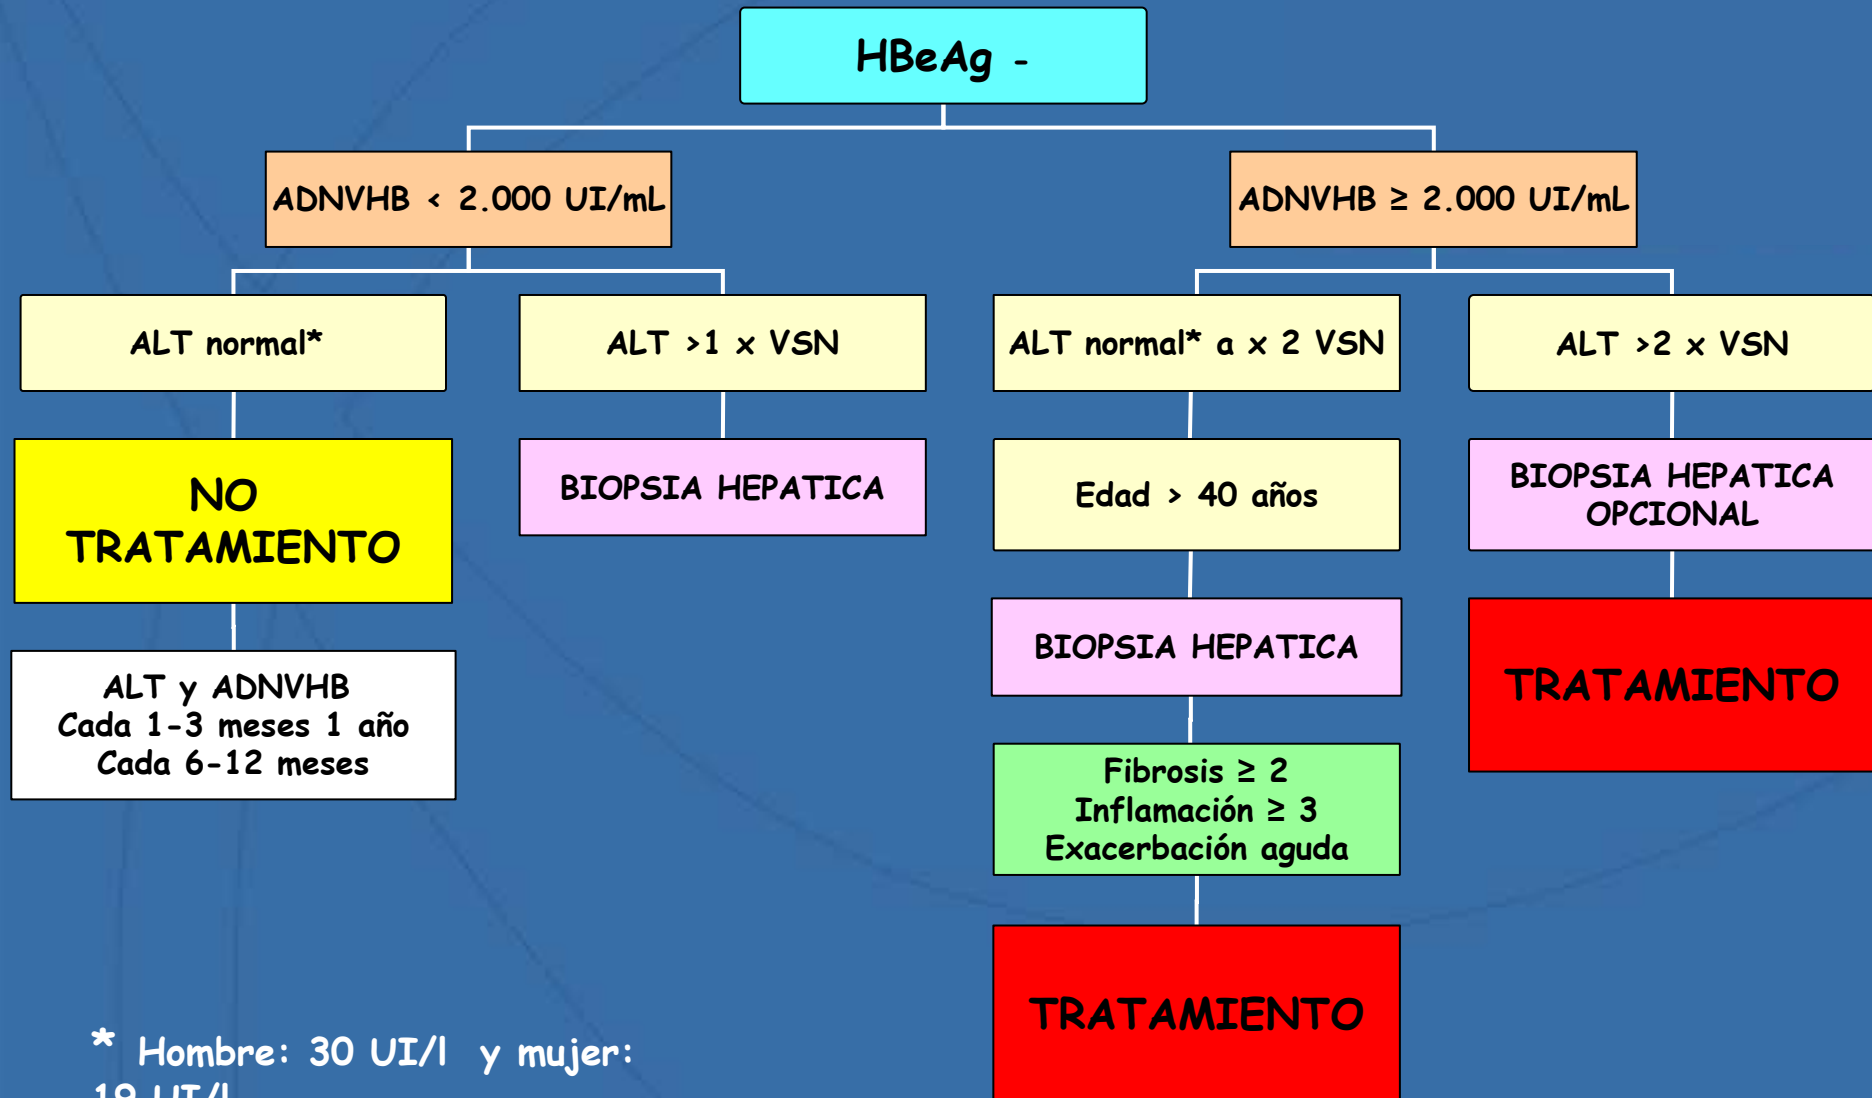 HBeAg -
ADNVHB < 2.000 UI/mL
ADNVHB ≥ 2.000 UI/mL
ALT normal*
ALT >1 x VSN
ALT normal* a x 2 VSN
ALT >2 x VSN
NO
TRATAMIENTO
BIOPSIA HEPATICA
Edad > 40 años
BIOPSIA HEPATICA
OPCIONAL
ALT y ADNVHB
Cada 1-3 meses 1 año
Cada 6-12 meses
BIOPSIA HEPATICA
TRATAMIENTO
Fibrosis ≥ 2
Inflamación ≥ 3
Exacerbación aguda
TRATAMIENTO
* Hombre: 30 UI/l y mujer:
19 UI/l